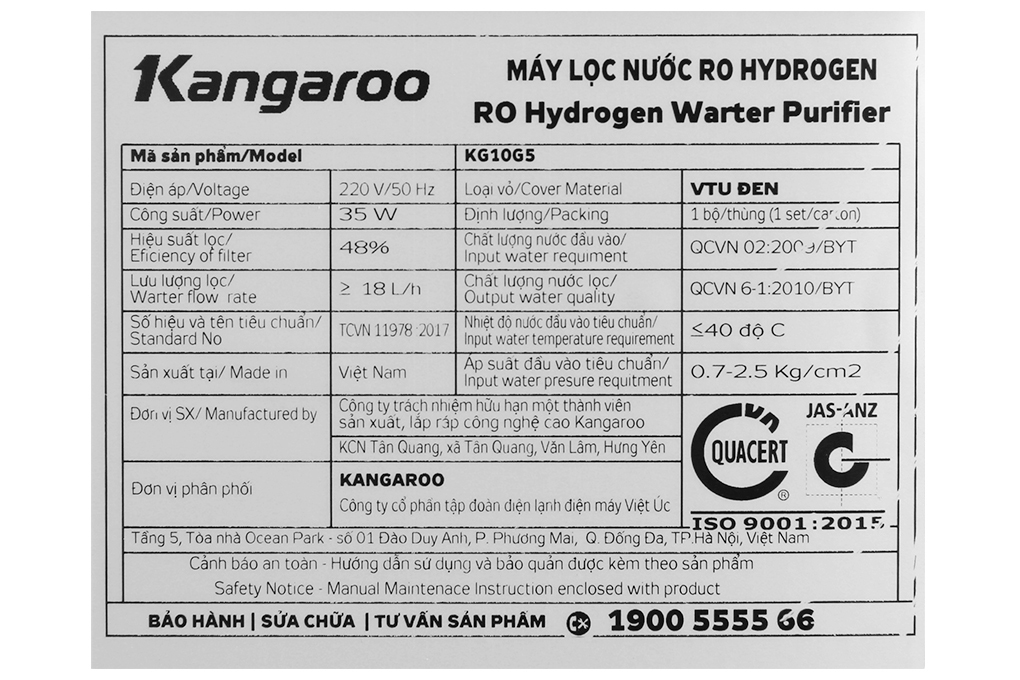 Kangaroo
MÁY LỌC NƯỚC RO HYDROGEN
RO Hydrogen Warter Purifier
Mã sản phẩm/Model KG10G5
Điện áp/Voltage 220 V/50 Hz Loại vỏ/Cover Material VTU ĐEN
Công suất/Power 35 W Định lượng/Packing 1 bộ/thùng (1 set/carton)
Hiệu suất lọc/ Chất lượng nước đầu vào/
Eficiency of filter 48% Input water requiment QCVN 02:2009/BYT
Lưu lượng lọc/ Chất lượng nước lọc/
Warter flow rate ≥ 18 L/h Output water quality QCVN 6-1:2010/BYT
Số hiệu và tên tiêu chuẩn/ Nhiệt độ nước đầu vào tiêu chuẩn/
Standard No TCVN 11978:2017 Input water temperature requirement ≤40 độ C
Sản xuất tại/ Made in Việt Nam Áp suất đầu vào tiêu chuẩn/
Input water presure requitment 0.7-2.5 Kg/cm2
Đơn vị SX/ Manufactured by Công ty trách nhiệm hữu hạn một thành viên
sản xuất, lắp ráp công nghệ cao Kangaroo
KCN Tân Quang, xã Tân Quang, Văn Lâm, Hưng Yên
Đơn vị phân phối KANGAROO
Công ty cổ phần tập đoàn điện lạnh điện máy Việt Úc
QUACERT ®
JAS-ANZ
ISO 9001:2015
Tầng 5, Tòa nhà Ocean Park - số 01 Đào Duy Anh, P. Phương Mai, Q. Đống Đa, TP.Hà Nội, Việt Nam
Cảnh báo an toàn - Hướng dẫn sử dụng và bảo quản được kèm theo sản phẩm
Safety Notice - Manual Maintenace Instruction enclosed with product
BẢO HÀNH | SỬA CHỮA | TƯ VẤN SẢN PHẨM 1900 5555 66